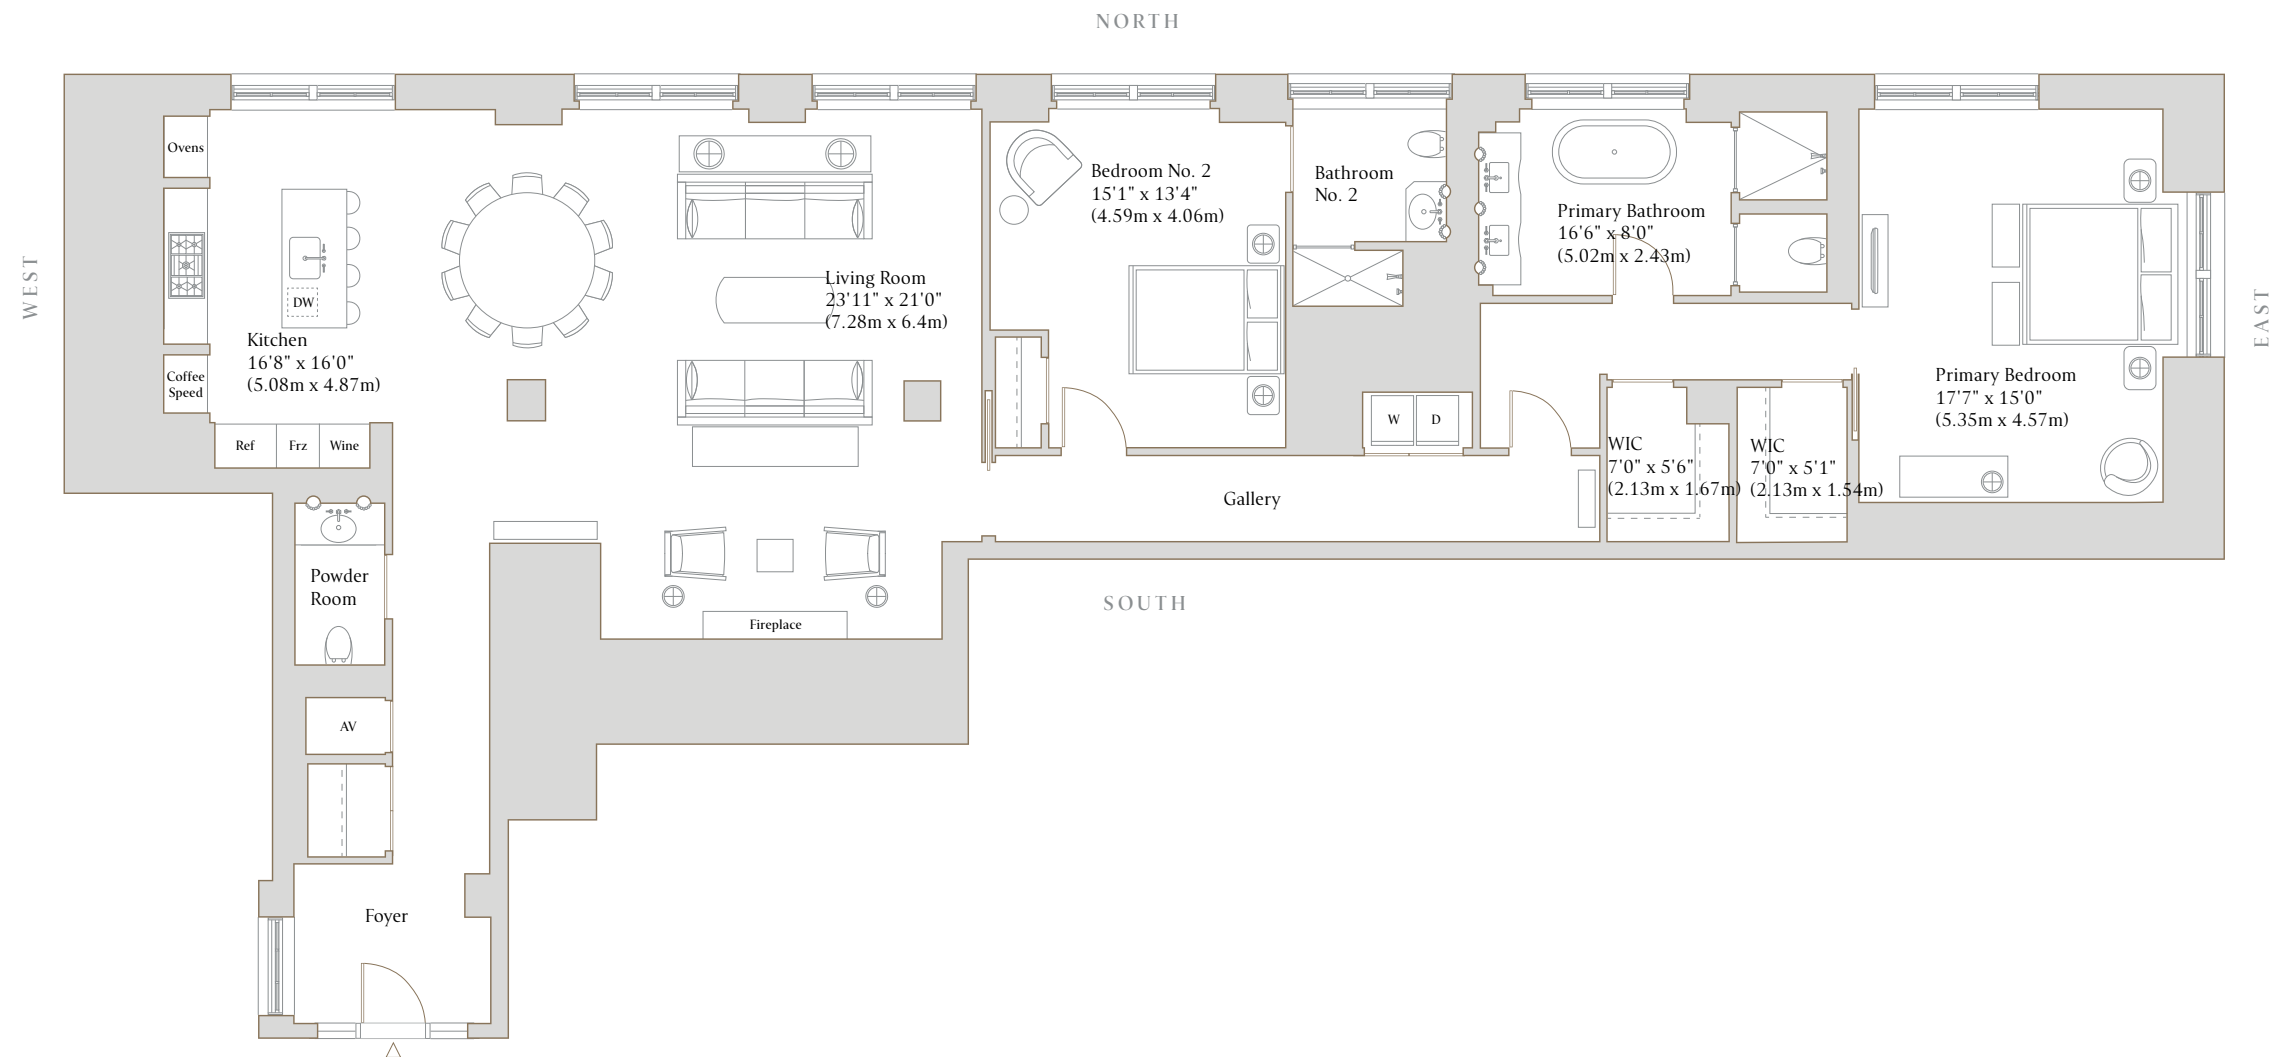 NORTH
WEST
EAST
SOUTH
Ovens
DW
Kitchen
16'8" x 16'0"
(5.08m x 4.87m)
Coffee
Speed
Ref
Frz
Wine
Living Room
23'11" x 21'0"
(7.28m x 6.4m)
Bedroom No. 2
15'1" x 13'4"
(4.59m x 4.06m)
Bathroom
No. 2
Primary Bathroom
16'6" x 8'0"
(5.02m x 2.43m)
Primary Bedroom
17'7" x 15'0"
(5.35m x 4.57m)
W
D
WIC
7'0" x 5'6"
(2.13m x 1.67m)
WIC
7'0" x 5'1"
(2.13m x 1.54m)
Gallery
Powder
Room
Fireplace
AV
Foyer